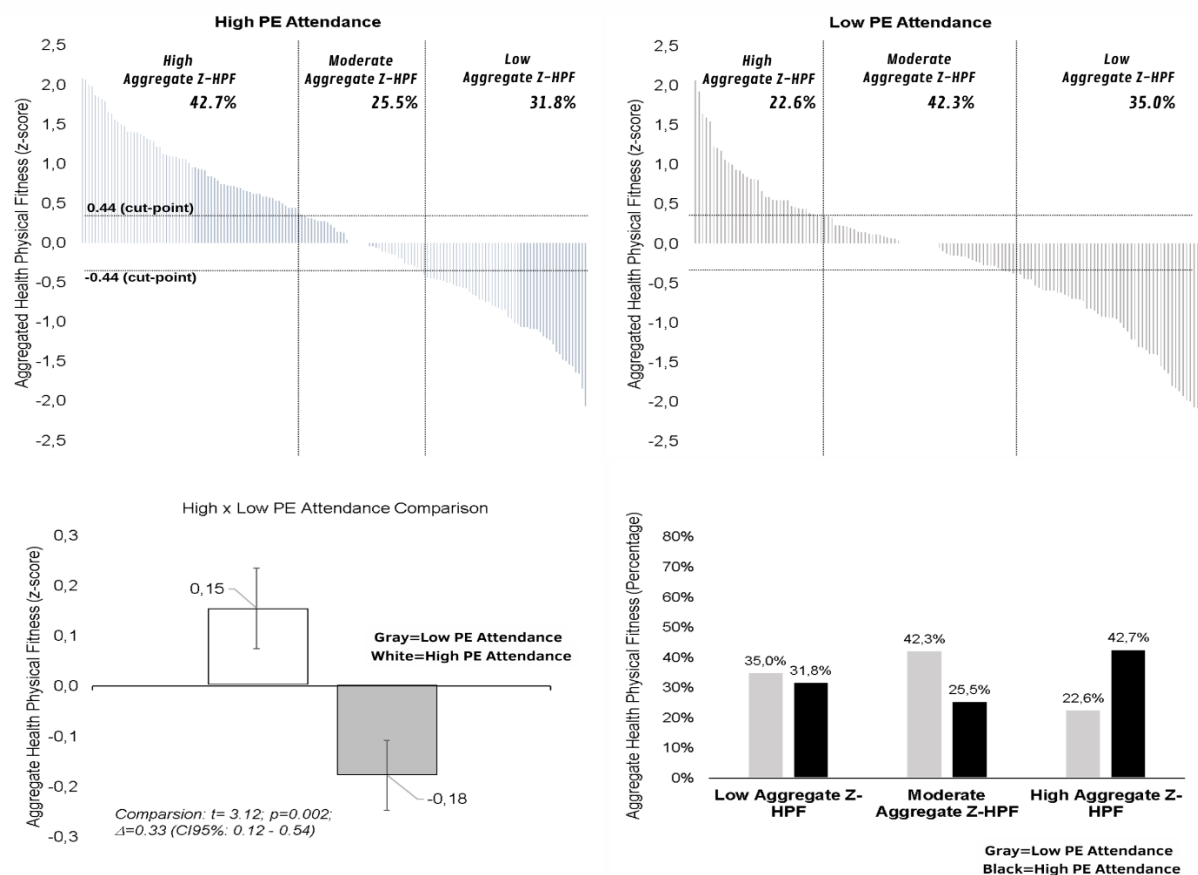 High PE Attendance
Aggregated Health Physical Fitness (z-score)
2,5
2,0
1,5
1,0
0,5
0,0
-0,5
-1,0
-1,5
-2,0
-2,5
High
Aggregate Z-HPF
42.7%
Moderate
Aggregate Z-HPF
25.5%
Low
Aggregate Z-HPF
31.8%
0.44 (cut-point)
-0.44 (cut-point)
Low PE Attendance
Aggregated Health Physical Fitness (z-score)
2,5
2,0
1,5
1,0
0,5
0,0
-0,5
-1,0
-1,5
-2,0
-2,5
High
Aggregate Z-HPF
22.6%
Moderate
Aggregate Z-HPF
42.3%
Low
Aggregate Z-HPF
35.0%
High x Low PE Attendance Comparison
Aggregate Health Physical Fitness (z-score)
0,3
0,2
0,1
0,0
-0,1
-0,2
-0,3
0,15
Gray=Low PE Attendance
White=High PE Attendance
-0,18
Comparsion: t= 3.12; p=0.002;
Δ=0.33 (CI95%: 0.12 - 0.54)
Aggregate Health Physical Fitness (Percentage)
80%
70%
60%
50%
40%
30%
20%
10%
0%
35,0%
31,8%
42,3%
25,5%
22,6%
42,7%
Low Aggregate Z-
HPF
Moderate
Aggregate Z-HPF
High Aggregate Z-
HPF
Gray=Low PE Attendance
Black=High PE Attendance